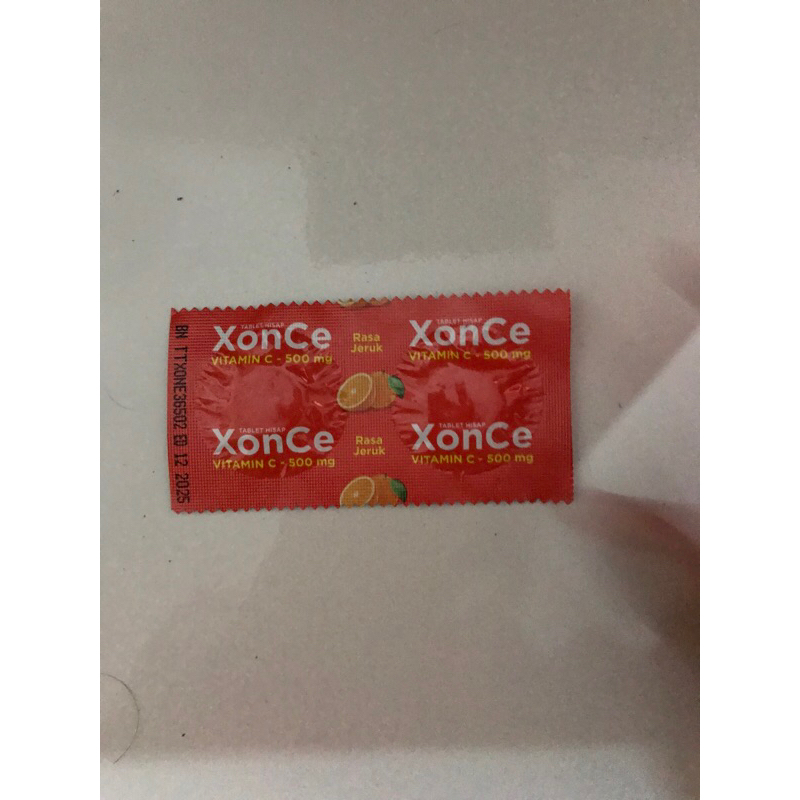 TABLET HISAP
XonCe
VITAMIN C - 500 mg
Rasa
Jeruk
TABLET HISAP
XonCe
VITAMIN C - 500 mg
TABLET HISAP
XonCe
VITAMIN C - 500 mg
Rasa
Jeruk
TABLET HISAP
XonCe
VITAMIN C - 500 mg
BN TTXONE36502 ED 12 2025